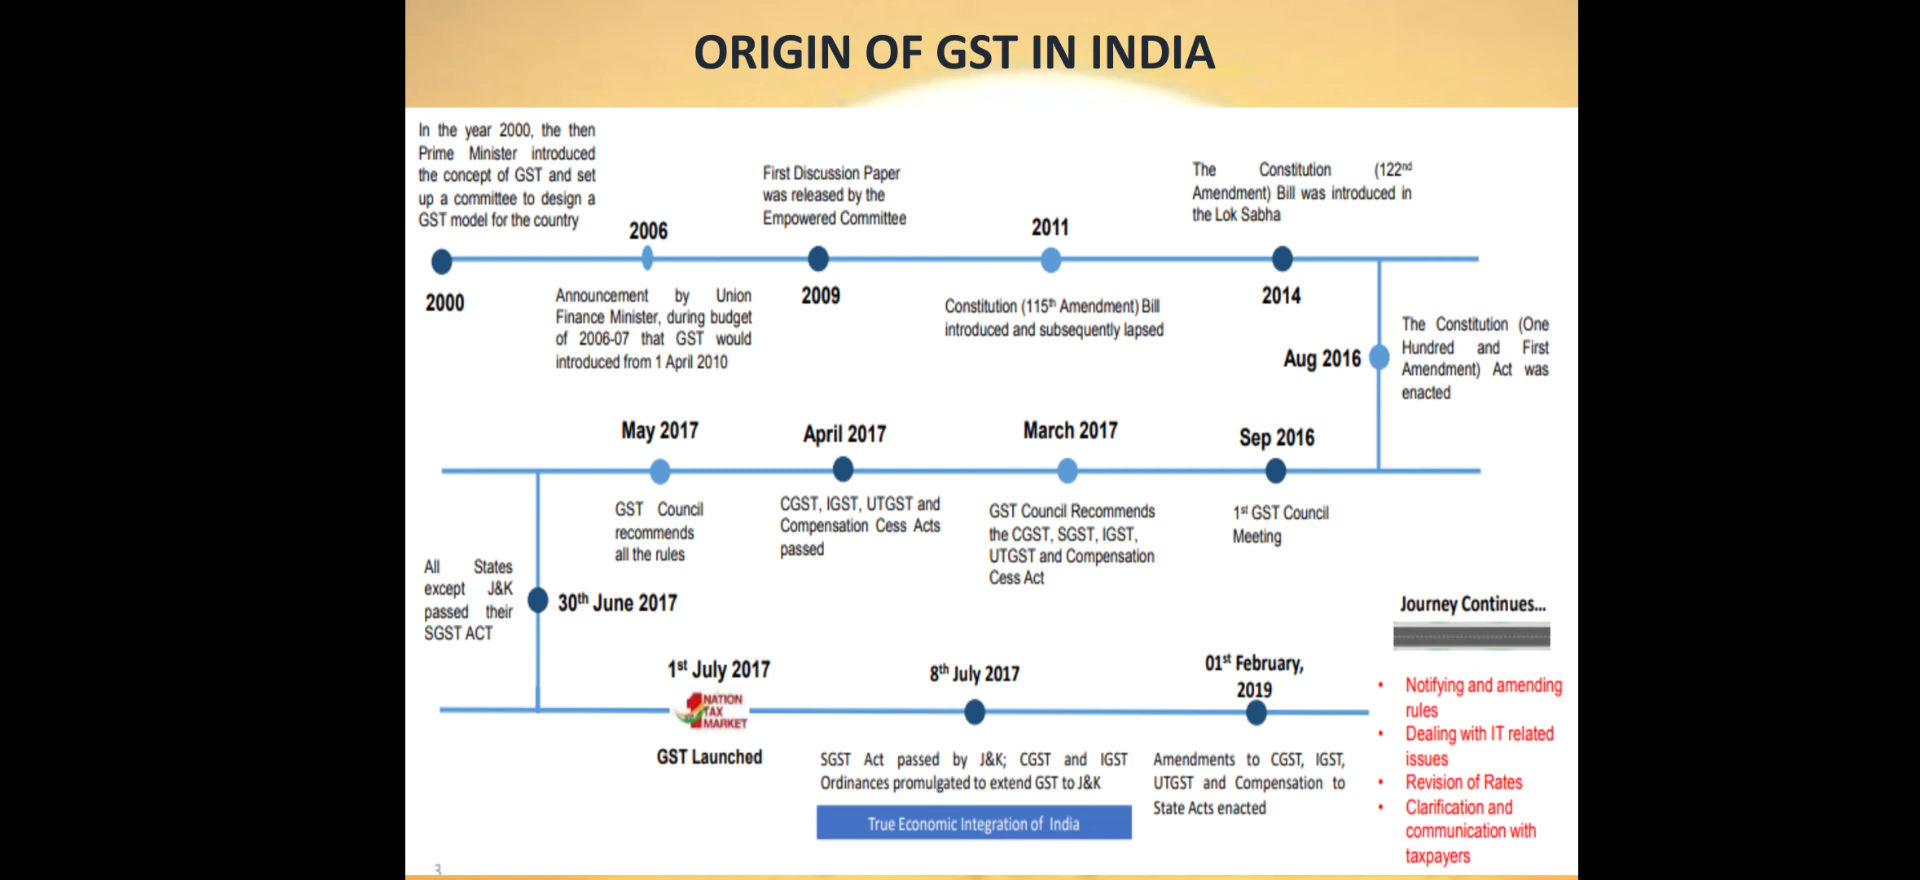 ORIGIN OF GST IN INDIA
In the year 2000, the then
Prime Minister introduced
the concept of GST and set
up a committee to design a
GST model for the country
2000
2006
Announcement by Union
Finance Minister, during budget
of 2006-07 that GST would
introduced from 1 April 2010
First Discussion Paper
was released by the
Empowered Committee
2009
2011
Constitution (115th Amendment) Bill
introduced and subsequently lapsed
The Constitution (122nd
Amendment) Bill was introduced in
the Lok Sabha
2014
Aug 2016
The Constitution (One
Hundred and First
Amendment) Act was
enacted
Sep 2016
1st GST Council
Meeting
March 2017
GST Council Recommends
the CGST, SGST, IGST,
UTGST and Compensation
Cess Act
April 2017
CGST, IGST, UTGST and
Compensation Cess Acts
passed
May 2017
GST Council
recommends
all the rules
All States
except J&K
passed their
SGST ACT
30th June 2017
1st July 2017
NATION
TAX
MARKET
GST Launched
8th July 2017
SGST Act passed by J&K; CGST and IGST
Ordinances promulgated to extend GST to J&K
True Economic Integration of India
01st February,
2019
Amendments to CGST, IGST,
UTGST and Compensation to
State Acts enacted
Journey Continues...
• Notifying and amending
rules
• Dealing with IT related
issues
• Revision of Rates
• Clarification and
communication with
taxpayers
3